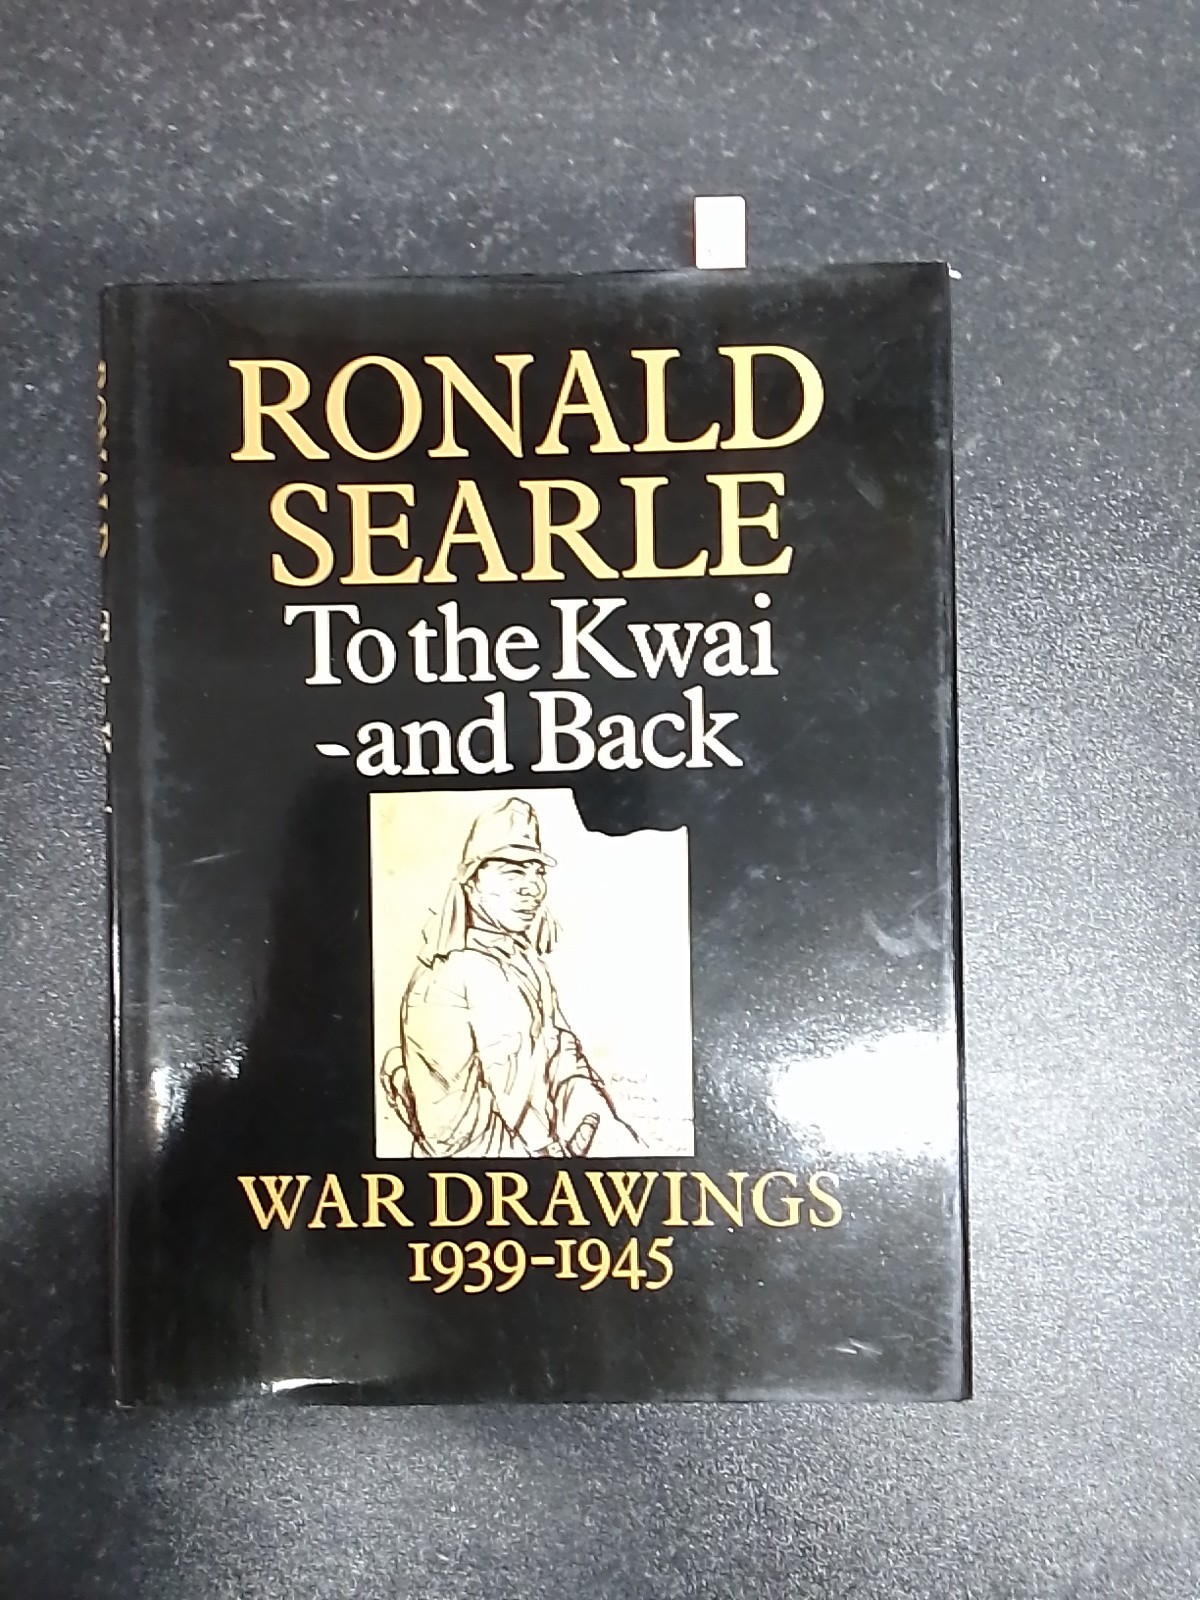 RONALD
SEARLE
To the Kwai
-and Back
WAR DRAWINGS
1939-1945